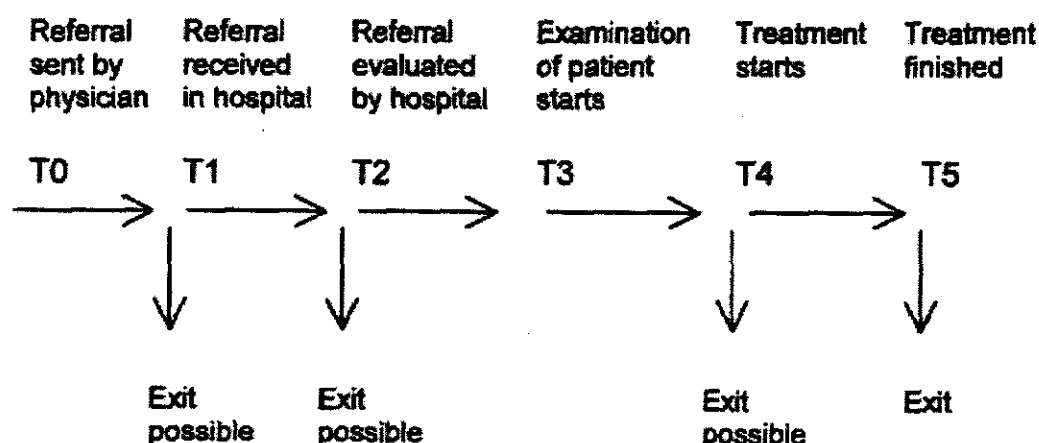 Referral
sent by
physician
Referral
received
in hospital
Referral
evaluated
by hospital
Examination
of patient
starts
Treatment
starts
Treatment
finished
T0
T1
T2
T3
T4
T5
Exit
possible
Exit
possible
Exit
possible
Exit